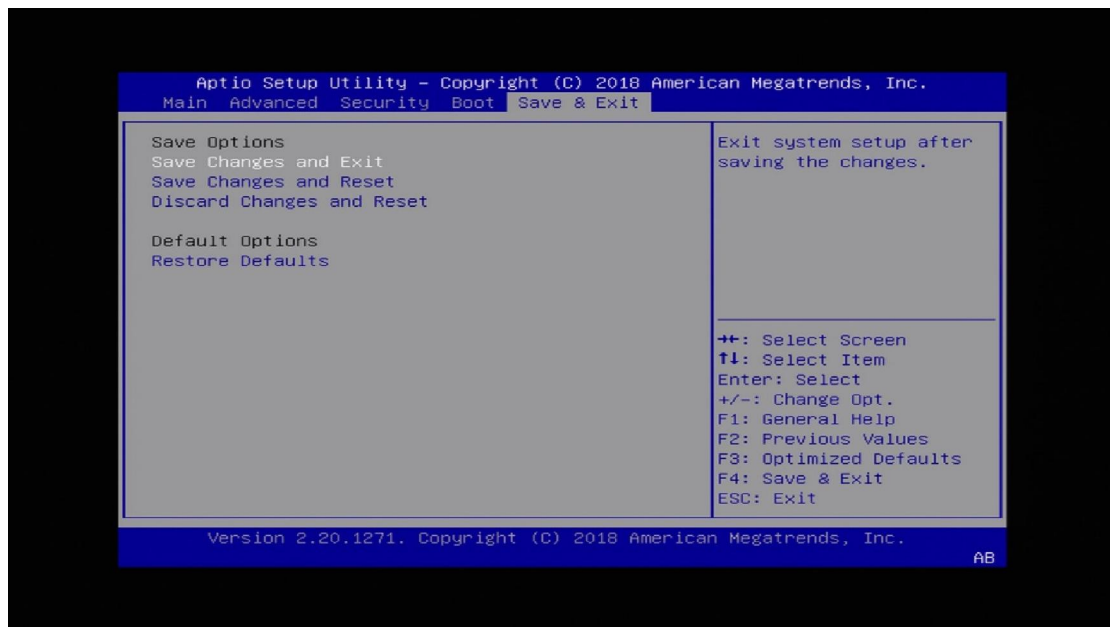 Aptio Setup Utility – Copyright (C) 2018 American Megatrends, Inc.
Main Advanced Security Boot Save & Exit
Save Options
Save Changes and Exit
Save Changes and Reset
Discard Changes and Reset
Default Options
Restore Defaults
Exit system setup after
saving the changes.
→←: Select Screen
↑↓: Select Item
Enter: Select
+/-: Change Opt.
F1: General Help
F2: Previous Values
F3: Optimized Defaults
F4: Save & Exit
ESC: Exit
Version 2.20.1271. Copyright (C) 2018 American Megatrends, Inc.
AB